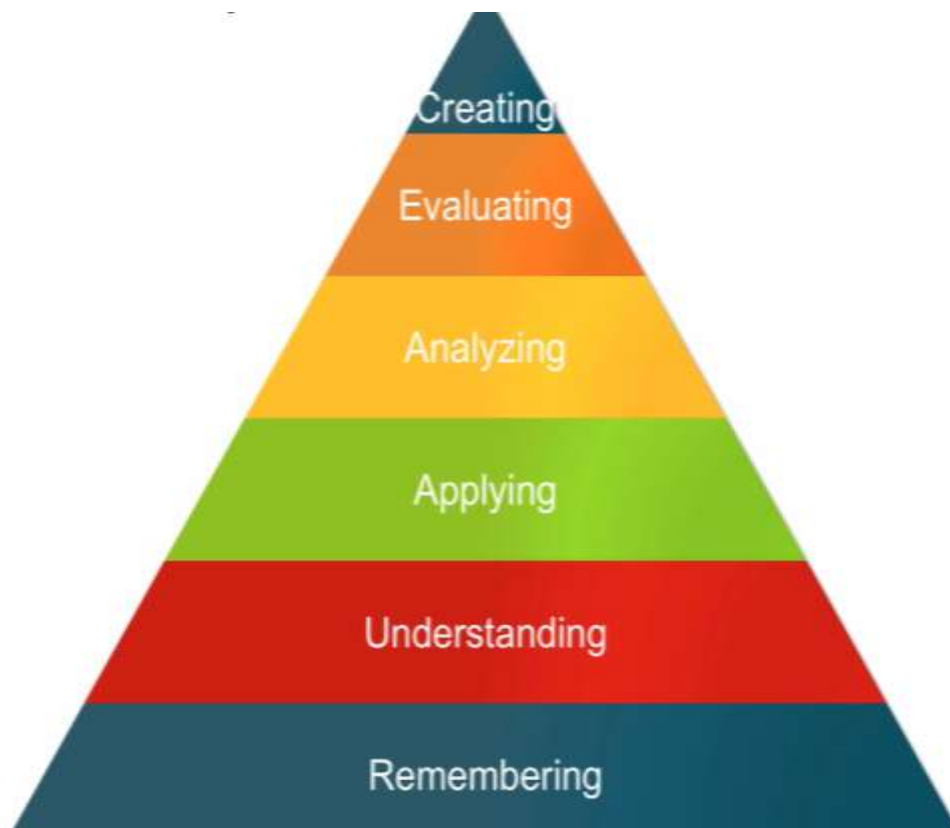 Creating
Evaluating
Analyzing
Applying
Understanding
Remembering